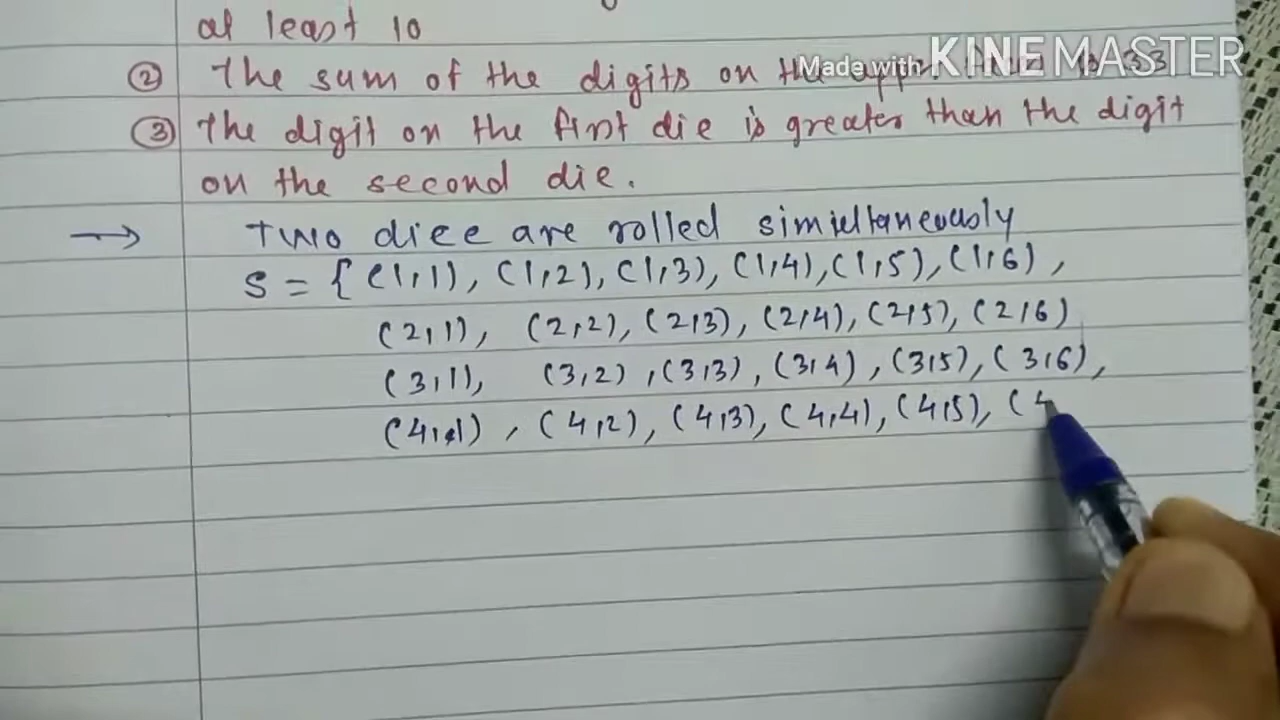 at least 10
Made with KINEMASTER
② The sum of the digits on the upper 33
③ The digit on the first die is greater than the digit
on the second die.
→ Two dice are rolled simultaneously
S = { (1,1), (1,2), (1,3), (1,4), (1,5), (1,6),
(2,1), (2,2), (2,3), (2,4), (2,5), (2,6)
(3,1), (3,2), (3,3), (3,4), (3,5), (3,6),
(4,1), (4,2), (4,3), (4,4), (4,5), (4